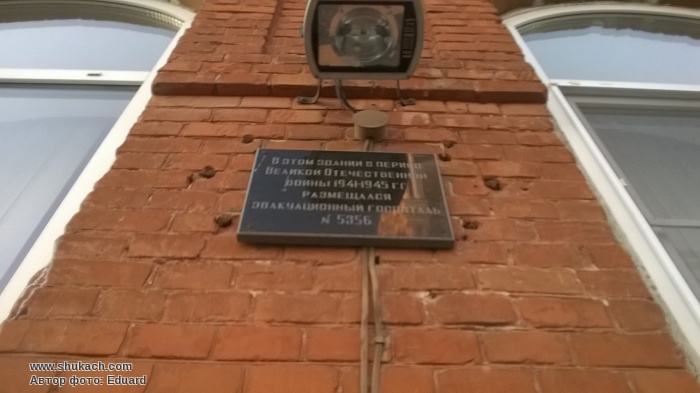 В ЭТОМ ЗДАНИИ В ПЕРИОД
ВЕЛИКОЙ ОТЕЧЕСТВЕННОЙ
ВОЙНЫ 1941-1945 Г.Г.
РАЗМЕЩАЛСЯ
ЭВАКУАЦИОННЫЙ ГОСПИТАЛЬ
№ 5356
www.shukach.com
Автор фото: Eduard